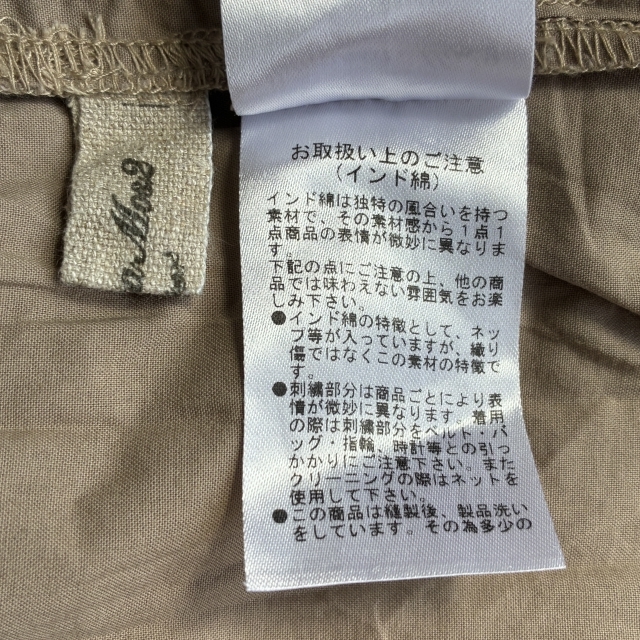 お取扱い上のご注意
(インド綿)
インド綿は独特の風合いを持つ
素材で、その素材感から1点1
点商品の表情が微妙に異なりま
す。
下記の点にご注意の上、他の商
品では味わえない雰囲気をお楽
しみ下さい。
●インド綿の特徴として、ネッ
プ等が入っていますが、織り
傷ではなくこの素材の特徴で
す。
●刺繍部分は商品ごとにより表
情が微妙に異なります。着用
の際は刺繍部分をベルト・バ
ッグ・指輪、時計等との引っ
かかりにご注意下さい。また
クリーニングの際はネットを
使用して下さい。
●この商品は縫製後、製品洗い
をしています。その為多少の
Mos2